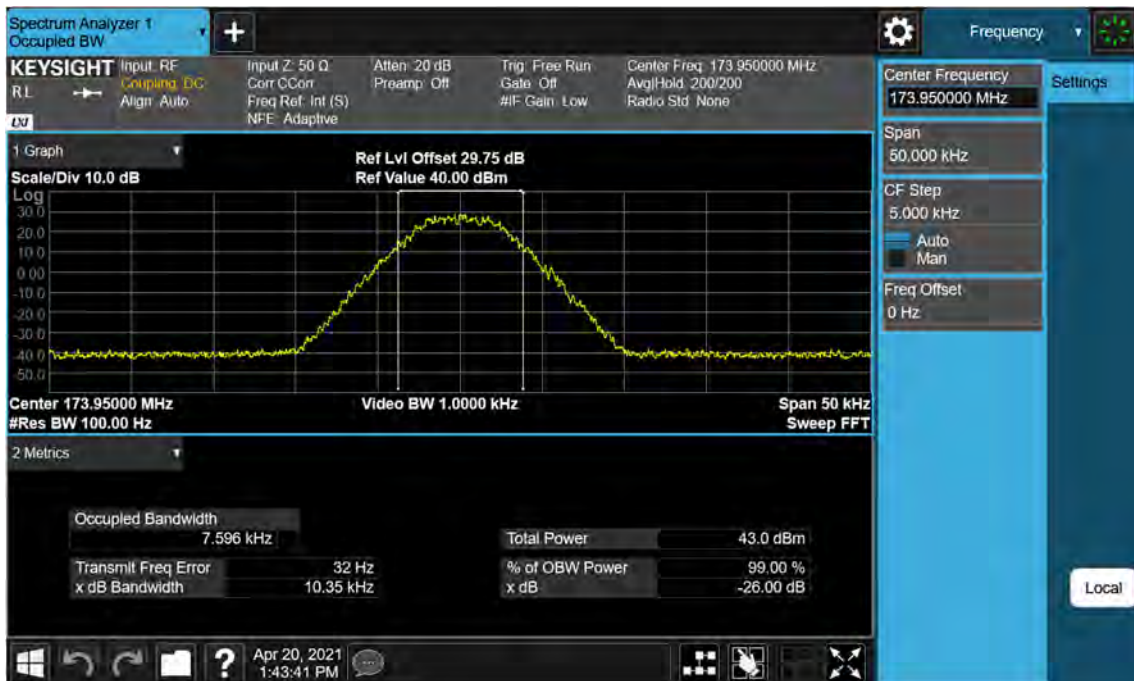 Spectrum Analyzer 1
Occupied BW
+
Frequency
KEYSIGHT Input: RF Input Z: 50 Ω Atten: 20 dB Trig: Free Run Center Freq: 173.950000 MHz
RL Coupling: DC Corr CCorr Preamp: Off Gate: Off Avg|Hold: 200/200
Align: Auto Freq Ref: Int (S) #IF Gain: Low Radio Std: None
LXI NFE: Adaptive
Center Frequency
173.950000 MHz
Settings
Span
50.000 kHz
CF Step
5.000 kHz
Auto
Man
Freq Offset
0 Hz
1 Graph
Ref Lvl Offset 29.75 dB
Scale/Div 10.0 dB Ref Value 40.00 dBm
Log
30.0
20.0
10.0
0.00
-10.0
-20.0
-30.0
-40.0
-50.0
Center 173.95000 MHz Video BW 1.0000 kHz Span 50 kHz
#Res BW 100.00 Hz Sweep FFT
2 Metrics
Occupied Bandwidth
7.596 kHz Total Power 43.0 dBm
Transmit Freq Error 32 Hz % of OBW Power 99.00 %
x dB Bandwidth 10.35 kHz x dB -26.00 dB
Local
? Apr 20, 2021
1:43:41 PM